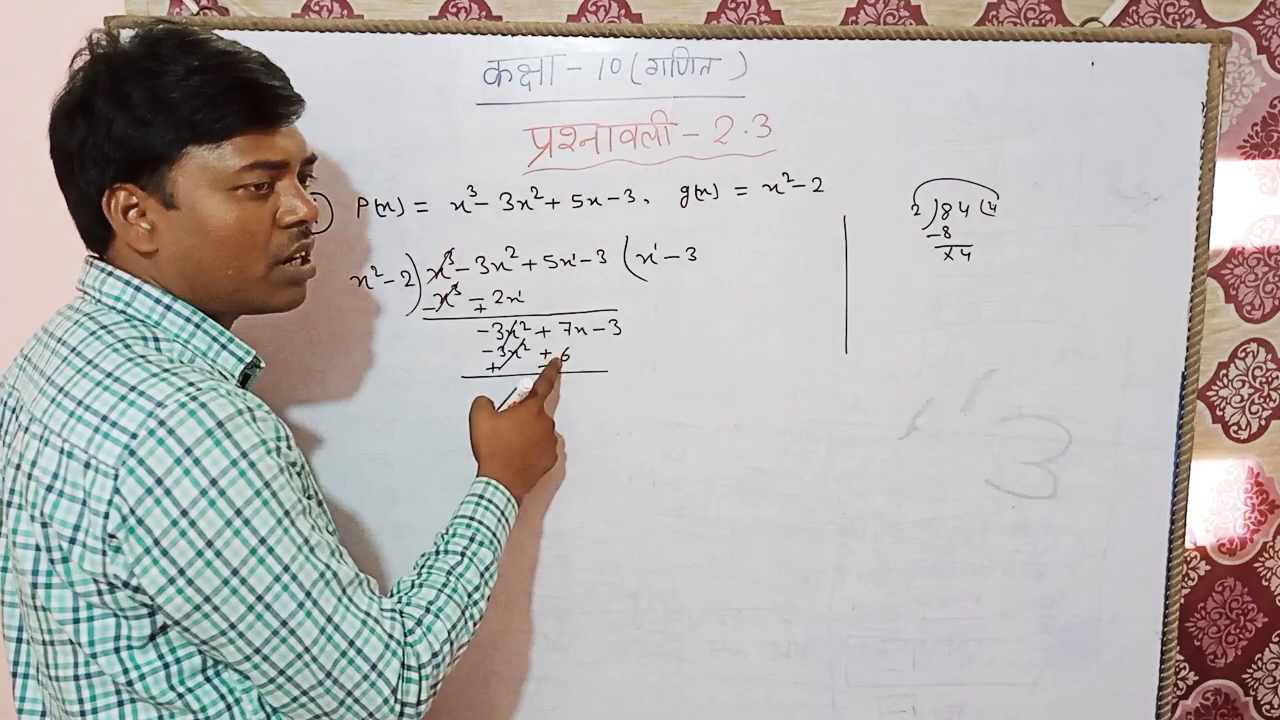 कक्षा - 10 (गणित)
प्रश्नावली - 2.3
P(x) = x³ - 3x² + 5x - 3, g(x) = x² - 2
x² - 2) x³ - 3x² + 5x - 3 (x - 3
- x³ - 2x
+
-3x² + 7x - 3
-3x² + 6
+ -
2) 84 (4
-8
x4